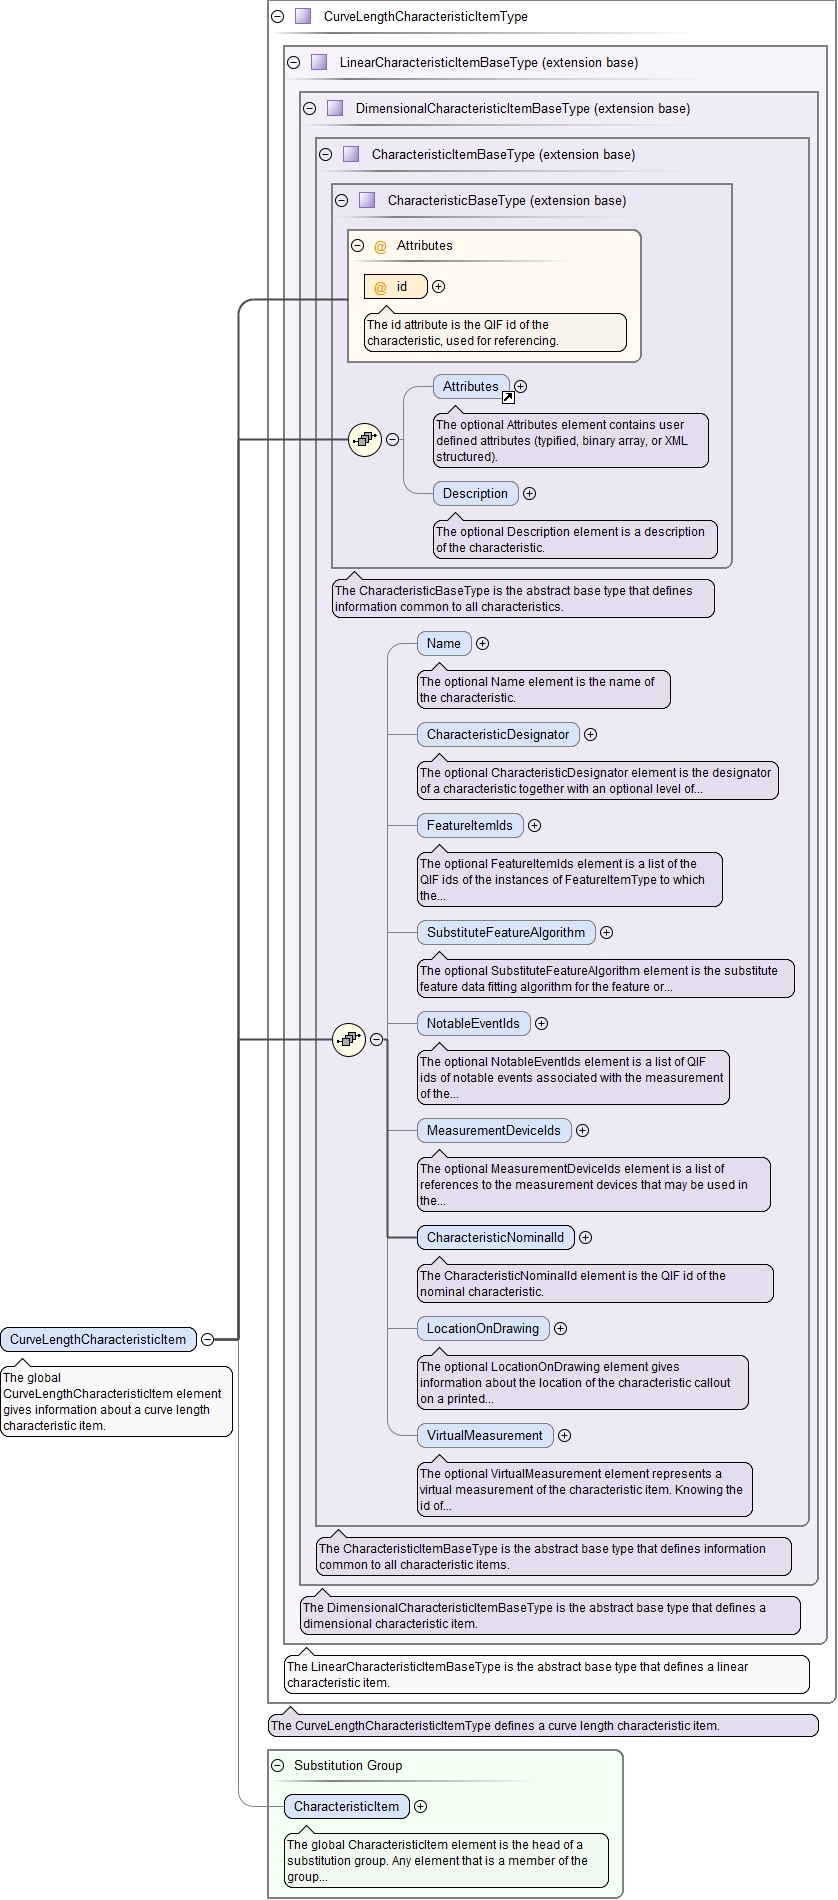 CurveLengthCharacteristicItemType
LinearCharacteristicItemBaseType (extension base)
DimensionalCharacteristicItemBaseType (extension base)
CharacteristicItemBaseType (extension base)
CharacteristicBaseType (extension base)
@ Attributes
@ id
The id attribute is the QIF id of the
characteristic, used for referencing.
Attributes
The optional Attributes element contains user
defined attributes (typified, binary array, or XML
structured).
Description
The optional Description element is a description
of the characteristic.
The CharacteristicBaseType is the abstract base type that defines
information common to all characteristics.
Name
The optional Name element is the name of
the characteristic.
CharacteristicDesignator
The optional CharacteristicDesignator element is the designator
of a characteristic together with an optional level of...
FeatureItemIds
The optional FeatureItemIds element is a list of the
QIF ids of the instances of FeatureItemType to which
the...
SubstituteFeatureAlgorithm
The optional SubstituteFeatureAlgorithm element is the substitute
feature data fitting algorithm for the feature or...
NotableEventIds
The optional NotableEventIds element is a list of QIF
ids of notable events associated with the measurement
of the...
MeasurementDeviceIds
The optional MeasurementDeviceIds element is a list of
references to the measurement devices that may be used in
the...
CharacteristicNominalId
The CharacteristicNominalId element is the QIF id of the
nominal characteristic.
LocationOnDrawing
The optional LocationOnDrawing element gives
information about the location of the characteristic callout
on a printed...
VirtualMeasurement
The optional VirtualMeasurement element represents a
virtual measurement of the characteristic item. Knowing the
id of...
The CharacteristicItemBaseType is the abstract base type that defines information
common to all characteristic items.
The DimensionalCharacteristicItemBaseType is the abstract base type that defines a
dimensional characteristic item.
The LinearCharacteristicItemBaseType is the abstract base type that defines a linear
characteristic item.
The CurveLengthCharacteristicItemType defines a curve length characteristic item.
CurveLengthCharacteristicItem
The global
CurveLengthCharacteristicItem element
gives information about a curve length
characteristic item.
Substitution Group
CharacteristicItem
The global CharacteristicItem element is the head of a
substitution group. Any element that is a member of the
group...